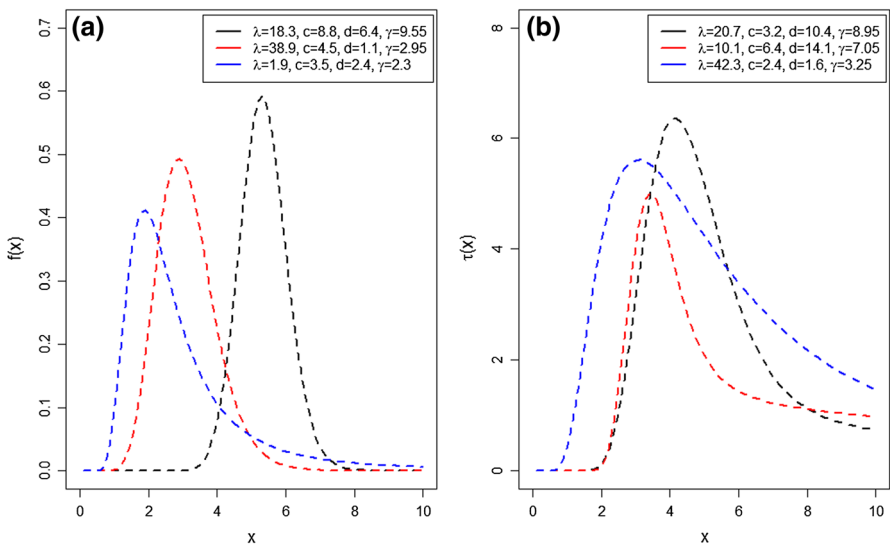 (a)
λ=18.3, c=8.8, d=6.4, γ=9.55
λ=38.9, c=4.5, d=1.1, γ=2.95
λ=1.9, c=3.5, d=2.4, γ=2.3
f(x)
0.7
0.6
0.5
0.4
0.3
0.2
0.1
0.0
0 2 4 6 8 10
x
(b)
λ=20.7, c=3.2, d=10.4, γ=8.95
λ=10.1, c=6.4, d=14.1, γ=7.05
λ=42.3, c=2.4, d=1.6, γ=3.25
τ(x)
8
6
4
2
0
0 2 4 6 8 10
x